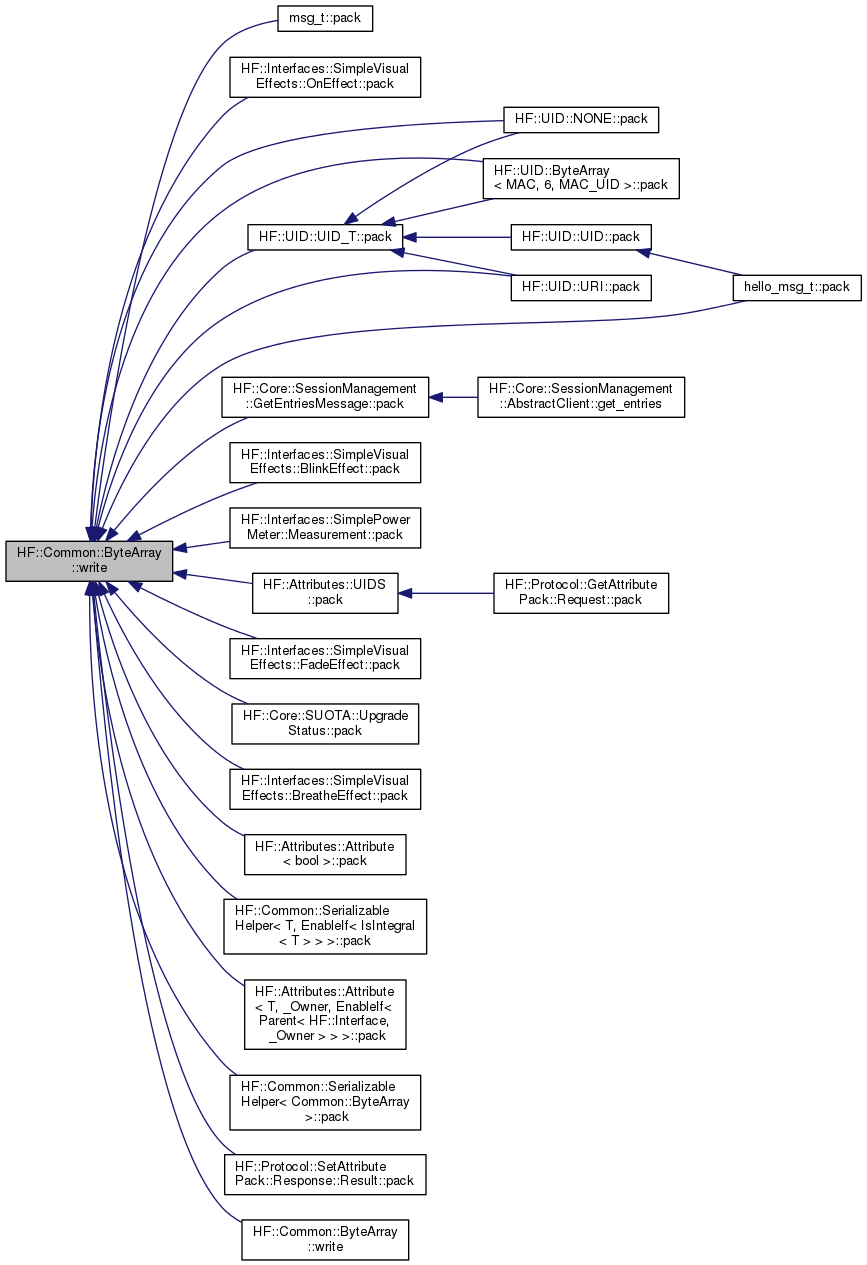 msg_t::pack
HF::Interfaces::SimpleVisual
Effects::OnEffect::pack
HF::UID::NONE::pack
HF::UID::ByteArray
< MAC, 6, MAC_UID >::pack
HF::UID::UID_T::pack
HF::UID::UID::pack
HF::UID::URI::pack
hello_msg_t::pack
HF::Core::SessionManagement
::GetEntriesMessage::pack
HF::Core::SessionManagement
::AbstractClient::get_entries
HF::Interfaces::SimpleVisual
Effects::BlinkEffect::pack
HF::Interfaces::SimplePower
Meter::Measurement::pack
HF::Common::ByteArray
::write
HF::Attributes::UIDS
::pack
HF::Protocol::GetAttribute
Pack::Request::pack
HF::Interfaces::SimpleVisual
Effects::FadeEffect::pack
HF::Core::SUOTA::Upgrade
Status::pack
HF::Interfaces::SimpleVisual
Effects::BreatheEffect::pack
HF::Attributes::Attribute
< bool >::pack
HF::Common::Serializable
Helper< T, EnableIf< IsIntegral
< T > > >::pack
HF::Attributes::Attribute
< T, _Owner, EnableIf<
Parent< HF::Interface,
_Owner > > >::pack
HF::Common::Serializable
Helper< Common::ByteArray
>::pack
HF::Protocol::SetAttribute
Pack::Response::Result::pack
HF::Common::ByteArray
::write